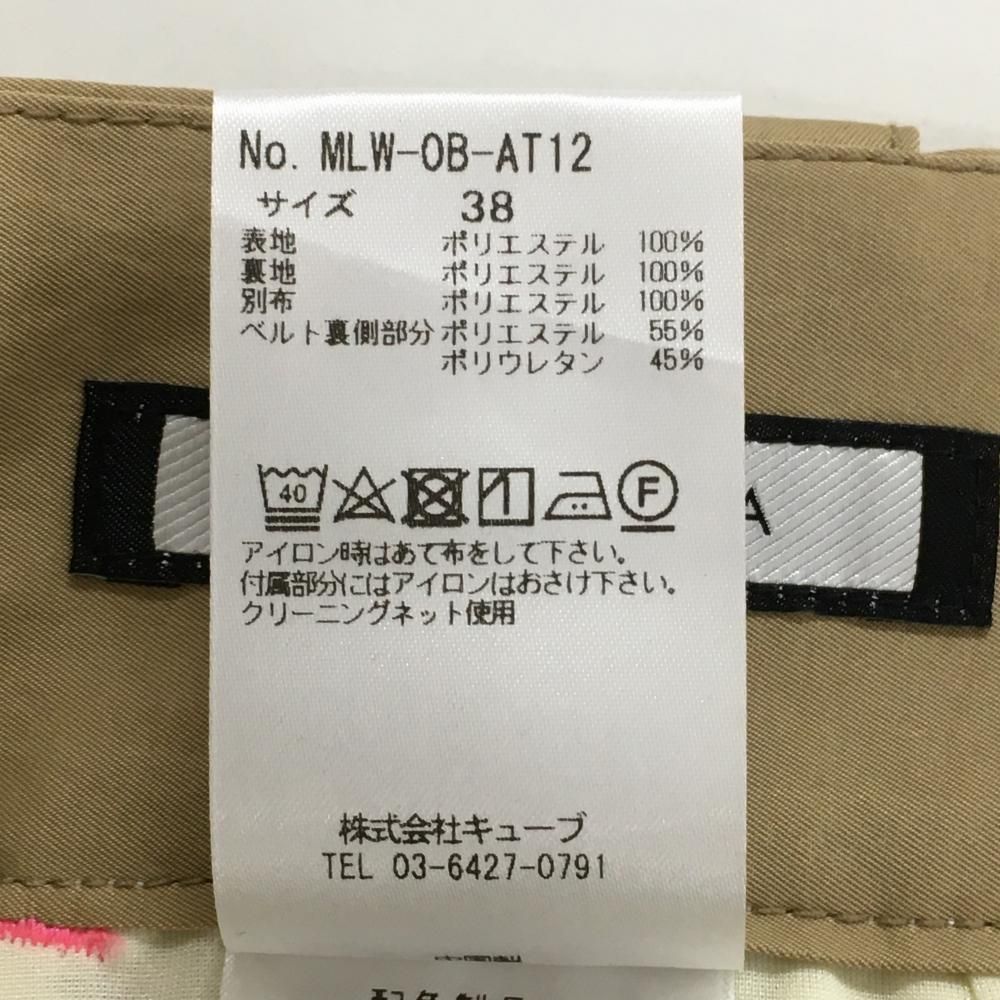 No. MLW-OB-AT12
サイズ 38
表地 ポリエステル 100%
裏地 ポリエステル 100%
別布 ポリエステル 100%
ベルト裏側部分 ポリエステル 55%
ポリウレタン 45%
40 F
アイロン時はあて布をして下さい。
付属部分にはアイロンはおさけ下さい。
クリーニングネット使用
A
株式会社キューブ
TEL 03-6427-0791